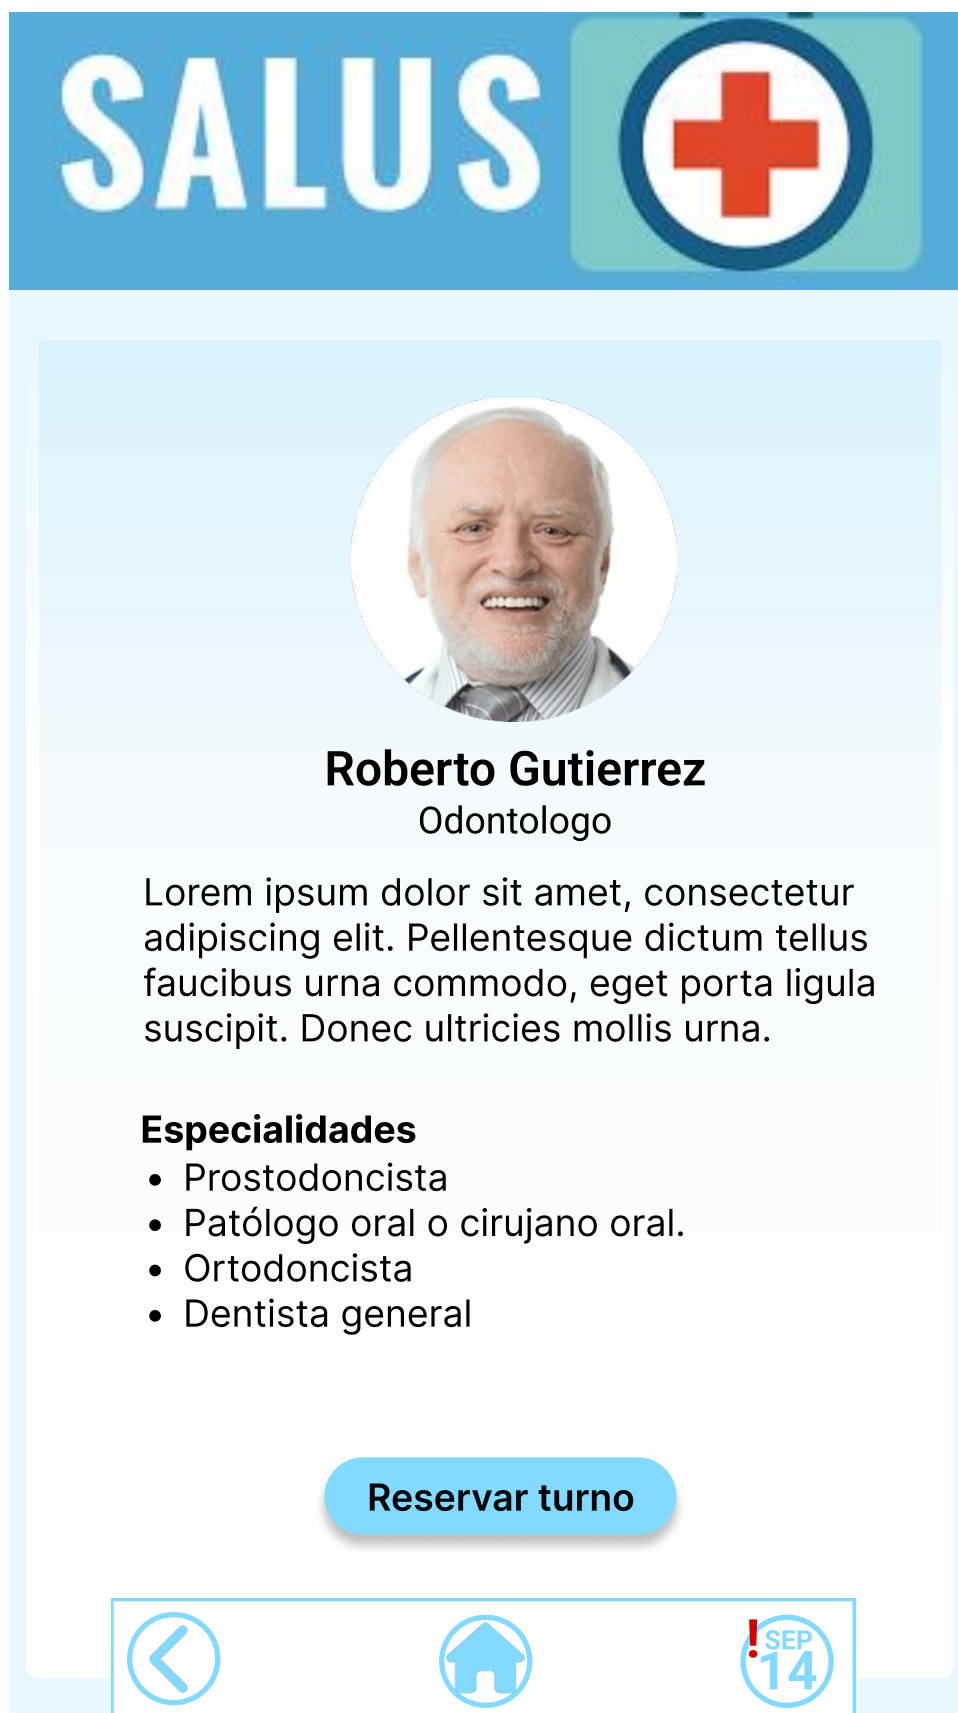 SALUS
Roberto Gutierrez
Odontologo
Lorem ipsum dolor sit amet, consectetur
adipiscing elit. Pellentesque dictum tellus
faucibus urna commodo, eget porta ligula
suscipit. Donec ultricies mollis urna.
Especialidades
• Prostodoncista
• Patólogo oral o cirujano oral.
• Ortodoncista
• Dentista general
Reservar turno
! SEP
14